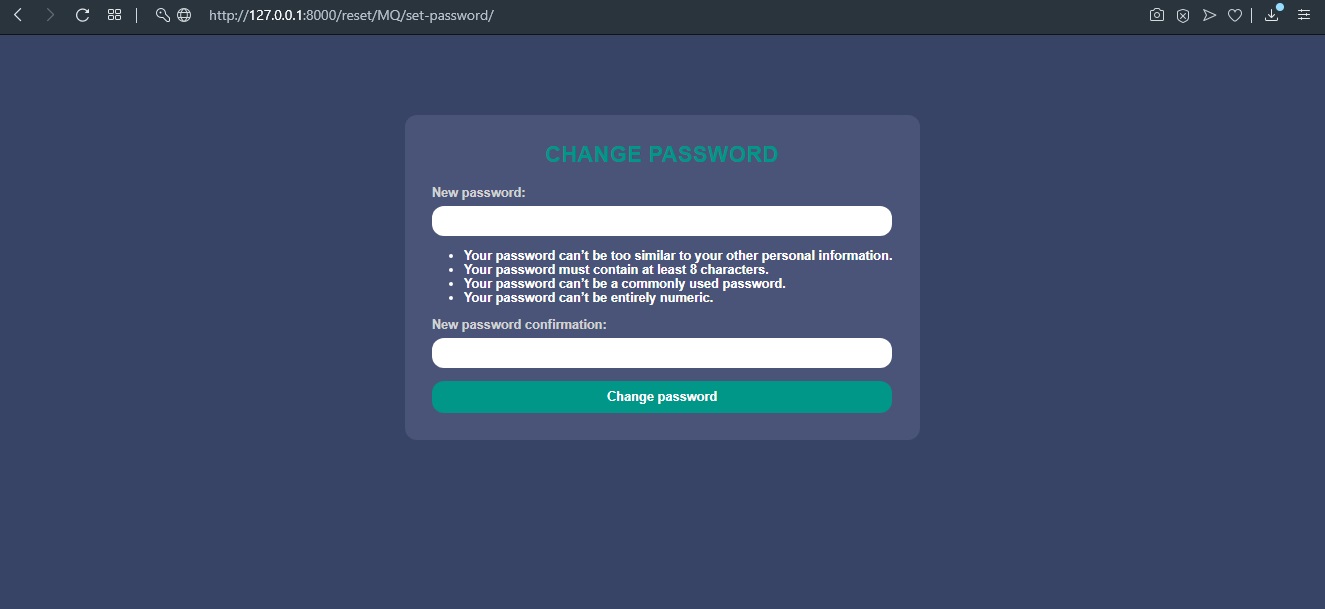 http://127.0.0.1:8000/reset/MQ/set-password/
CHANGE PASSWORD
New password:
Your password can’t be too similar to your other personal information.
Your password must contain at least 8 characters.
Your password can’t be a commonly used password.
Your password can’t be entirely numeric.
New password confirmation:
Change password